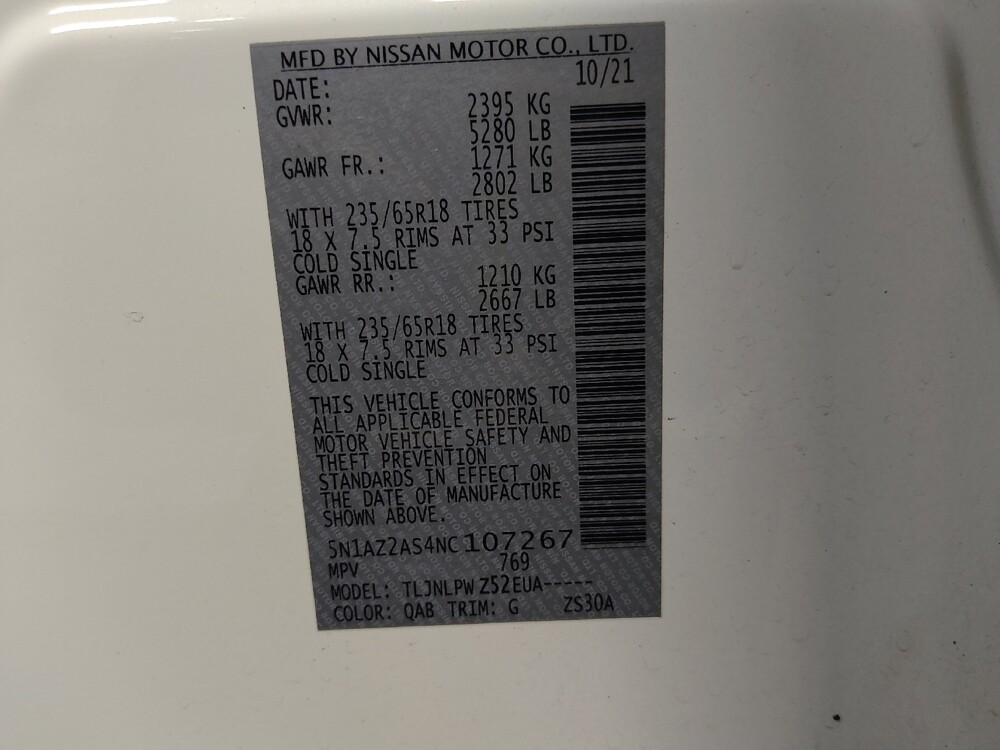 MFD BY NISSAN MOTOR CO., LTD.
DATE: 10/21
GVWR: 2395 KG
5280 LB
GAWR FR.: 1271 KG
2802 LB
WITH 235/65R18 TIRES
18 X 7.5 RIMS AT 33 PSI
COLD SINGLE
GAWR RR.: 1210 KG
2667 LB
WITH 235/65R18 TIRES
18 X 7.5 RIMS AT 33 PSI
COLD SINGLE
THIS VEHICLE CONFORMS TO
ALL APPLICABLE FEDERAL
MOTOR VEHICLE SAFETY AND
THEFT PREVENTION
STANDARDS IN EFFECT ON
THE DATE OF MANUFACTURE
SHOWN ABOVE.
5N1AZ2AS4NC107267
MPV 769
MODEL: TLJNLPW Z52EUA-----
COLOR: QAB TRIM: G ZS30A